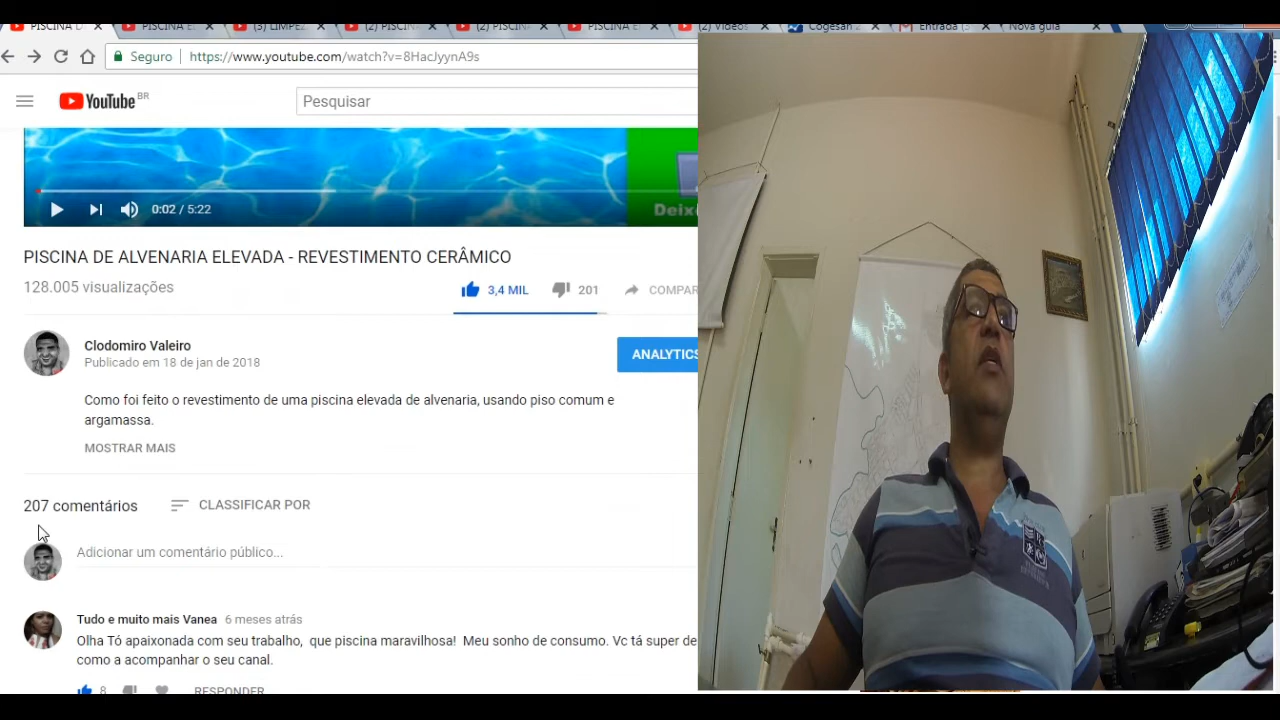 PISCINA D
PISCINA E
(3) LIMPEZ
(2) PISCIN
(2) PISCIN
PISCINA E
(2) Vídeos
Cogesan
Entrada (3
Nova guia
Seguro
https://www.youtube.com/watch?v=8HacJyynA9s
YouTube BR
Pesquisar
0:02 / 5:22
Deix
PISCINA DE ALVENARIA ELEVADA - REVESTIMENTO CERÂMICO
128.005 visualizações
3,4 MIL
201
COMPAR
Clodomiro Valeiro
Publicado em 18 de jan de 2018
ANALYTICS
Como foi feito o revestimento de uma piscina elevada de alvenaria, usando piso comum e
argamassa.
MOSTRAR MAIS
207 comentários
CLASSIFICAR POR
Adicionar um comentário público...
Tudo e muito mais Vanea 6 meses atrás
Olha Tó apaixonada com seu trabalho, que piscina maravilhosa! Meu sonho de consumo. Vc tá super de
como a acompanhar o seu canal.
8
RESPONDER